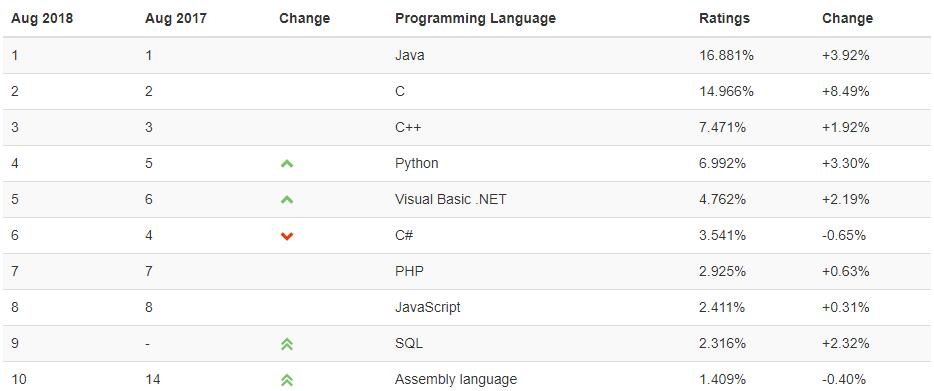 Aug 2018 Aug 2017 Change Programming Language Ratings Change
1 1 Java 16.881% +3.92%
2 2 C 14.966% +8.49%
3 3 C++ 7.471% +1.92%
4 5 Python 6.992% +3.30%
5 6 Visual Basic .NET 4.762% +2.19%
6 4 C# 3.541% -0.65%
7 7 PHP 2.925% +0.63%
8 8 JavaScript 2.411% +0.31%
9 - SQL 2.316% +2.32%
10 14 Assembly language 1.409% -0.40%